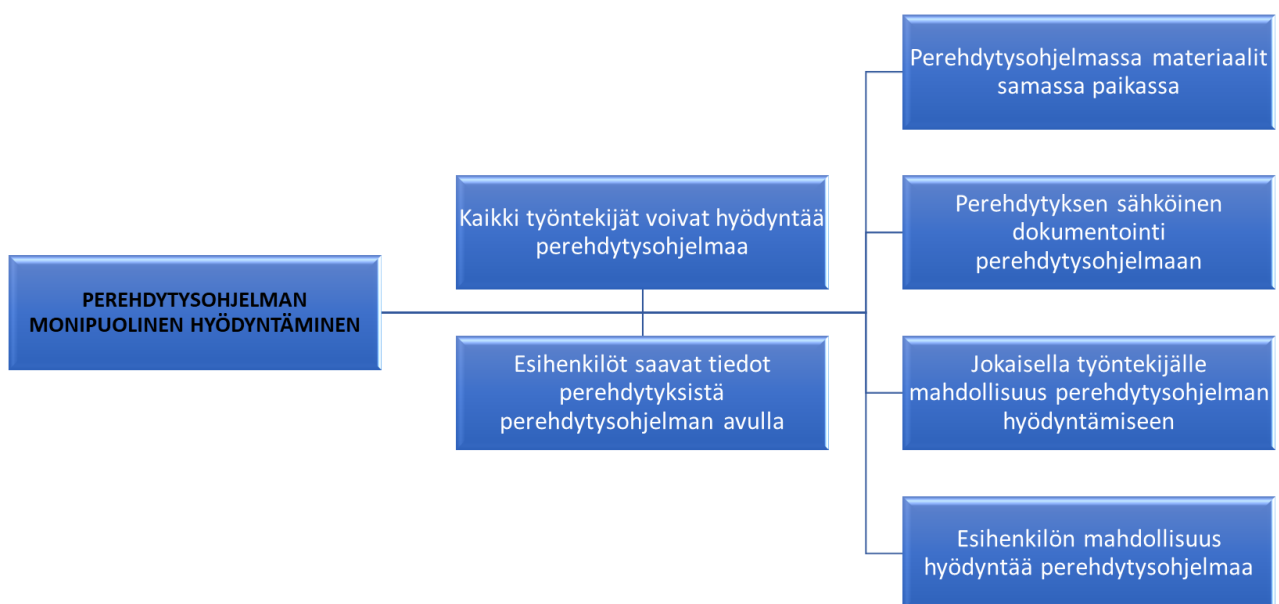 PEREHDYTYSOHJELMAN
MONIPUOLINEN HYÖDYNTÄMINEN
Kaikki työntekijät voivat hyödyntää
perehdytysohjelmaa
Esihenkilöt saavat tiedot
perehdytyksistä
perehdytysohjelman avulla
Perehdytysohjelmassa materiaalit
samassa paikassa
Perehdytyksen sähköinen
dokumentointi
perehdytysohjelmaan
Jokaisella työntekijälle
mahdollisuus perehdytysohjelman
hyödyntämiseen
Esihenkilön mahdollisuus
hyödyntää perehdytysohjelmaa